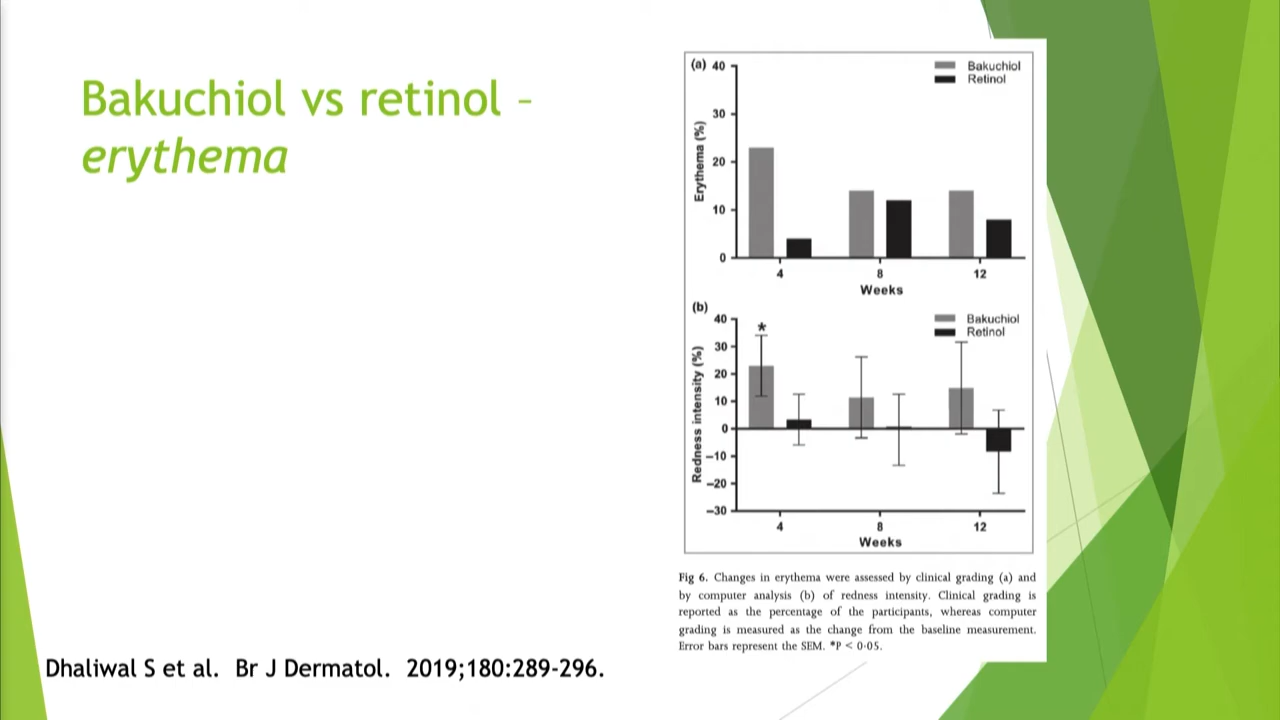 Bakuchiol vs retinol –
erythema
(a)
40
30
20
10
0
Erythema (%)
Bakuchiol
Retinol
4
8
12
Weeks
(b)
40
30
20
10
0
–10
–20
–30
Redness intensity (%)
*
Bakuchiol
Retinol
4
8
12
Weeks
Fig 6. Changes in erythema were assessed by clinical grading (a) and
by computer analysis (b) of redness intensity. Clinical grading is
reported as the percentage of the participants, whereas computer
grading is measured as the change from the baseline measurement.
Error bars represent the SEM. *P < 0·05.
Dhaliwal S et al. Br J Dermatol. 2019;180:289-296.